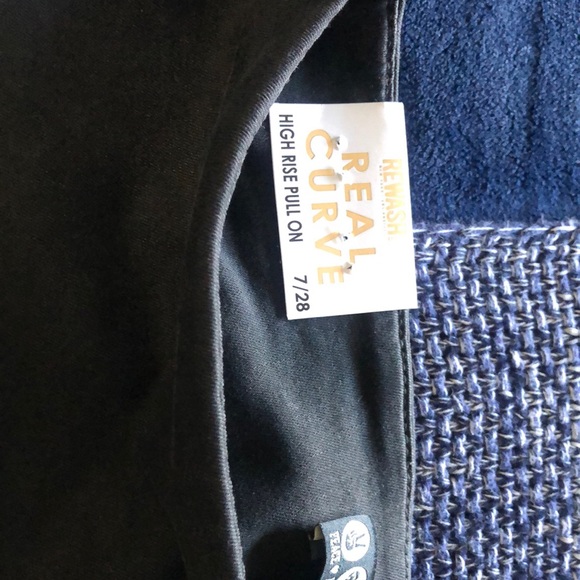 REWASH
REAL
CURVE
HIGH RISE PULL ON 7/28